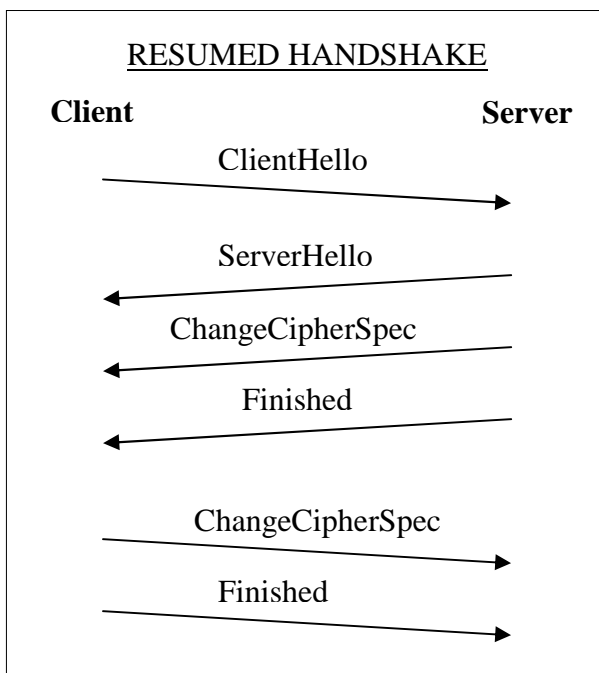 RESUMED HANDSHAKE
Client Server
ClientHello
ServerHello
ChangeCipherSpec
Finished
ChangeCipherSpec
Finished